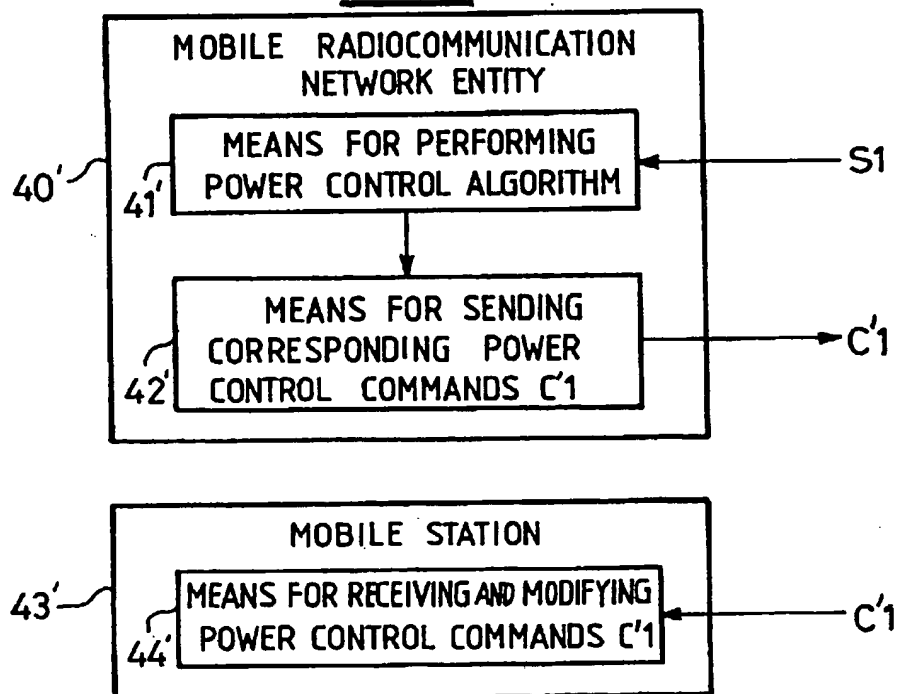 MOBILE RADIOCOMMUNICATION
NETWORK ENTITY
MEANS FOR PERFORMING
POWER CONTROL ALGORITHM
S1
40'
41'
MEANS FOR SENDING
CORRESPONDING POWER
CONTROL COMMANDS C'1
C'1
42'
MOBILE STATION
MEANS FOR RECEIVING AND MODIFYING
POWER CONTROL COMMANDS C'1
C'1
43'
44'